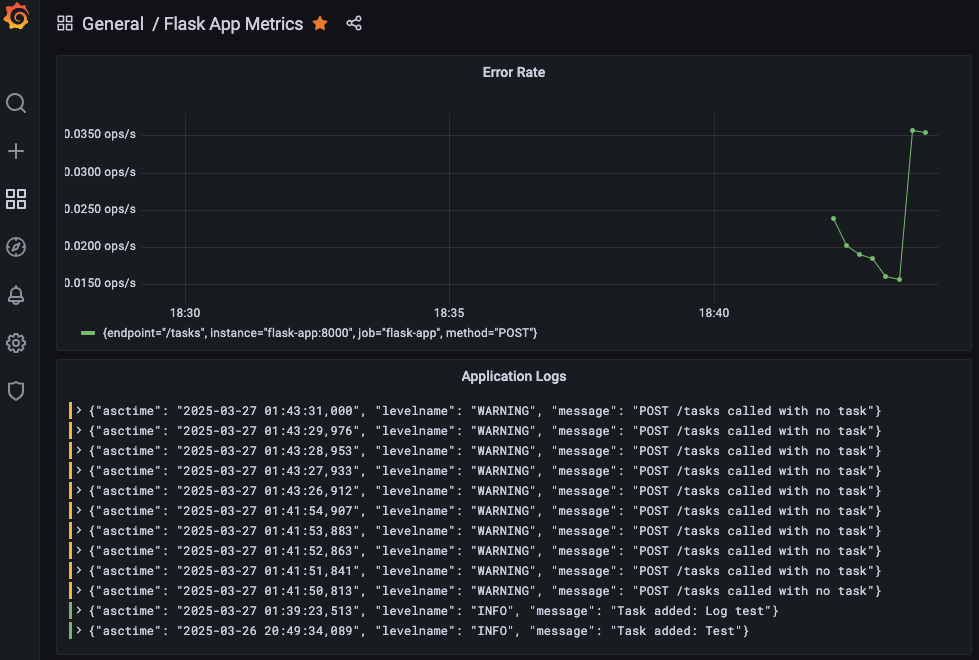 General / Flask App Metrics
Error Rate
0.0350 ops/s
0.0300 ops/s
0.0250 ops/s
0.0200 ops/s
0.0150 ops/s
18:30 18:35 18:40
{endpoint="/tasks", instance="flask-app:8000", job="flask-app", method="POST"}
Application Logs
{"asctime": "2025-03-27 01:43:31,000", "levelname": "WARNING", "message": "POST /tasks called with no task"}
{"asctime": "2025-03-27 01:43:29,976", "levelname": "WARNING", "message": "POST /tasks called with no task"}
{"asctime": "2025-03-27 01:43:28,953", "levelname": "WARNING", "message": "POST /tasks called with no task"}
{"asctime": "2025-03-27 01:43:27,933", "levelname": "WARNING", "message": "POST /tasks called with no task"}
{"asctime": "2025-03-27 01:43:26,912", "levelname": "WARNING", "message": "POST /tasks called with no task"}
{"asctime": "2025-03-27 01:41:54,907", "levelname": "WARNING", "message": "POST /tasks called with no task"}
{"asctime": "2025-03-27 01:41:53,883", "levelname": "WARNING", "message": "POST /tasks called with no task"}
{"asctime": "2025-03-27 01:41:52,863", "levelname": "WARNING", "message": "POST /tasks called with no task"}
{"asctime": "2025-03-27 01:41:51,841", "levelname": "WARNING", "message": "POST /tasks called with no task"}
{"asctime": "2025-03-27 01:41:50,813", "levelname": "WARNING", "message": "POST /tasks called with no task"}
{"asctime": "2025-03-27 01:39:23,513", "levelname": "INFO", "message": "Task added: Log test"}
{"asctime": "2025-03-26 20:49:34,089", "levelname": "INFO", "message": "Task added: Test"}